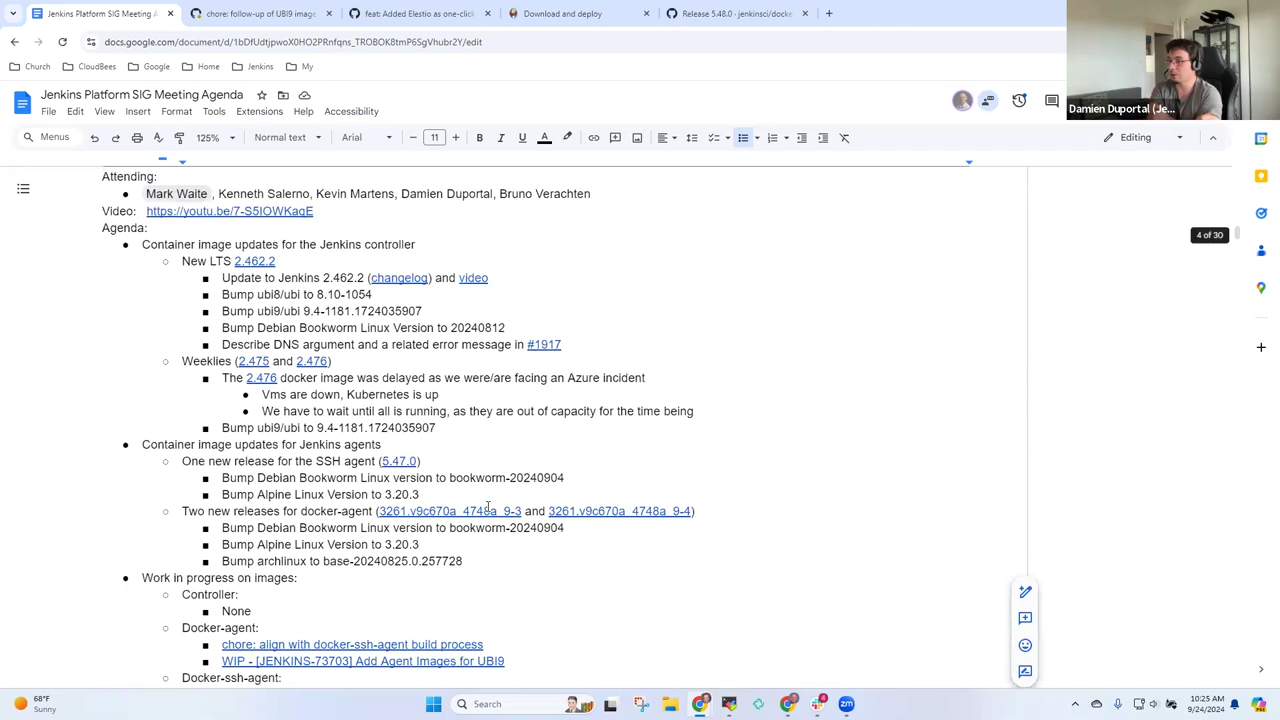 Jenkins Platform SIG Meeting Age
chore: follow-up of UBI9 image
feat: Added Elestio as one-click
Download and deploy
Release 5.48.0 - jenkinsci/docke
docs.google.com/document/d/1bDfUdtjpwoX0HO2PRnfqns_TROBOK8tmP6SgVhubr2Y/edit
Church
CloudBees
Google
Home
Jenkins
My
Jenkins Platform SIG Meeting Agenda
File Edit View Insert Format Tools Extensions Help Accessibility
Menus
125%
Normal text
Arial
11
Editing
Damien Duportal (Je...
4 of 30
Attending:
Mark Waite , Kenneth Salerno, Kevin Martens, Damien Duportal, Bruno Verachten
Video: https://youtu.be/7-S5IOWKaqE
Agenda:
Container image updates for the Jenkins controller
New LTS 2.462.2
Update to Jenkins 2.462.2 (changelog) and video
Bump ubi8/ubi to 8.10-1054
Bump ubi9/ubi 9.4-1181.1724035907
Bump Debian Bookworm Linux Version to 20240812
Describe DNS argument and a related error message in #1917
Weeklies (2.475 and 2.476)
The 2.476 docker image was delayed as we were/are facing an Azure incident
Vms are down, Kubernetes is up
We have to wait until all is running, as they are out of capacity for the time being
Bump ubi9/ubi to 9.4-1181.1724035907
Container image updates for Jenkins agents
One new release for the SSH agent (5.47.0)
Bump Debian Bookworm Linux version to bookworm-20240904
Bump Alpine Linux Version to 3.20.3
Two new releases for docker-agent (3261.v9c670a_4748a_9-3 and 3261.v9c670a_4748a_9-4)
Bump Debian Bookworm Linux version to bookworm-20240904
Bump Alpine Linux Version to 3.20.3
Bump archlinux to base-20240825.0.257728
Work in progress on images:
Controller:
None
Docker-agent:
chore: align with docker-ssh-agent build process
WIP - [JENKINS-73703] Add Agent Images for UBI9
Docker-ssh-agent:
68°F
Sunny
Search
10:25 AM
9/24/2024